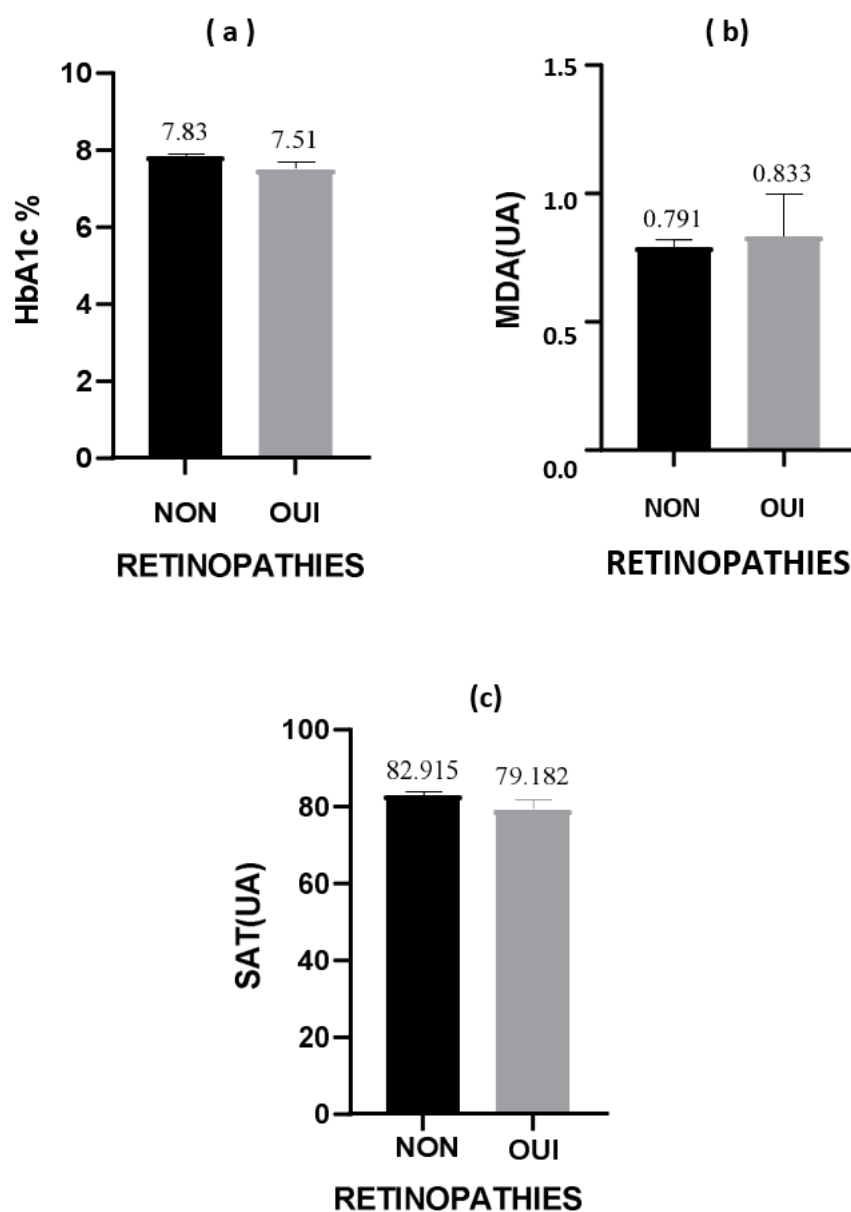 ( a )
10
8
6
4
2
0
HbA1c %
7.83
7.51
NON OUI
RETINOPATHIES
( b)
1.5
1.0
0.5
0.0
MDA(UA)
0.791
0.833
NON OUI
RETINOPATHIES
(c)
100
80
60
40
20
0
SAT(UA)
82.915
79.182
NON OUI
RETINOPATHIES